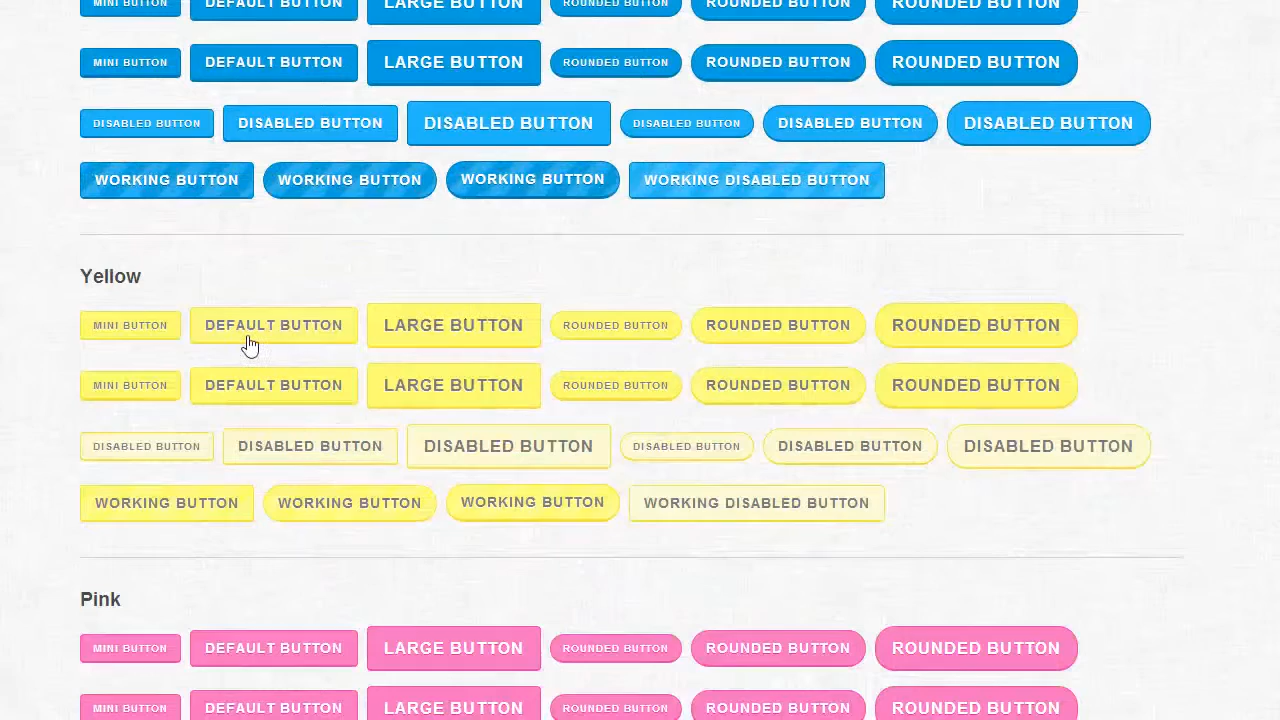 MINI BUTTON DEFAULT BUTTON LARGE BUTTON ROUNDED BUTTON ROUNDED BUTTON ROUNDED BUTTON
MINI BUTTON DEFAULT BUTTON LARGE BUTTON ROUNDED BUTTON ROUNDED BUTTON ROUNDED BUTTON
DISABLED BUTTON DISABLED BUTTON DISABLED BUTTON DISABLED BUTTON DISABLED BUTTON DISABLED BUTTON
WORKING BUTTON WORKING BUTTON WORKING BUTTON WORKING DISABLED BUTTON
Yellow
MINI BUTTON DEFAULT BUTTON LARGE BUTTON ROUNDED BUTTON ROUNDED BUTTON ROUNDED BUTTON
MINI BUTTON DEFAULT BUTTON LARGE BUTTON ROUNDED BUTTON ROUNDED BUTTON ROUNDED BUTTON
DISABLED BUTTON DISABLED BUTTON DISABLED BUTTON DISABLED BUTTON DISABLED BUTTON DISABLED BUTTON
WORKING BUTTON WORKING BUTTON WORKING BUTTON WORKING DISABLED BUTTON
Pink
MINI BUTTON DEFAULT BUTTON LARGE BUTTON ROUNDED BUTTON ROUNDED BUTTON ROUNDED BUTTON
MINI BUTTON DEFAULT BUTTON LARGE BUTTON ROUNDED BUTTON ROUNDED BUTTON ROUNDED BUTTON